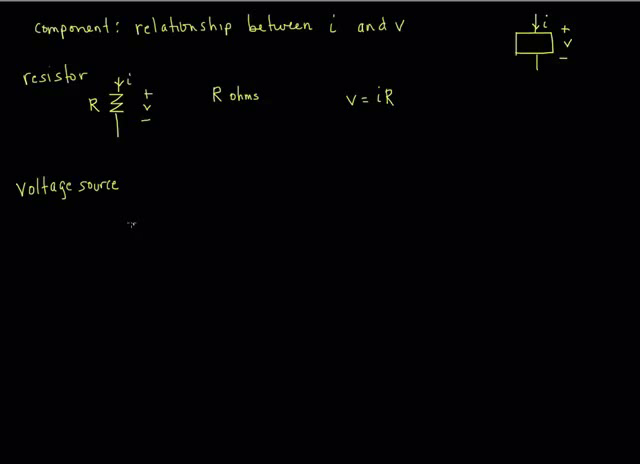 component: relationship between i and v
i
+
v
-
resistor
i
R
+
v
-
R ohms
v = iR
Voltage source